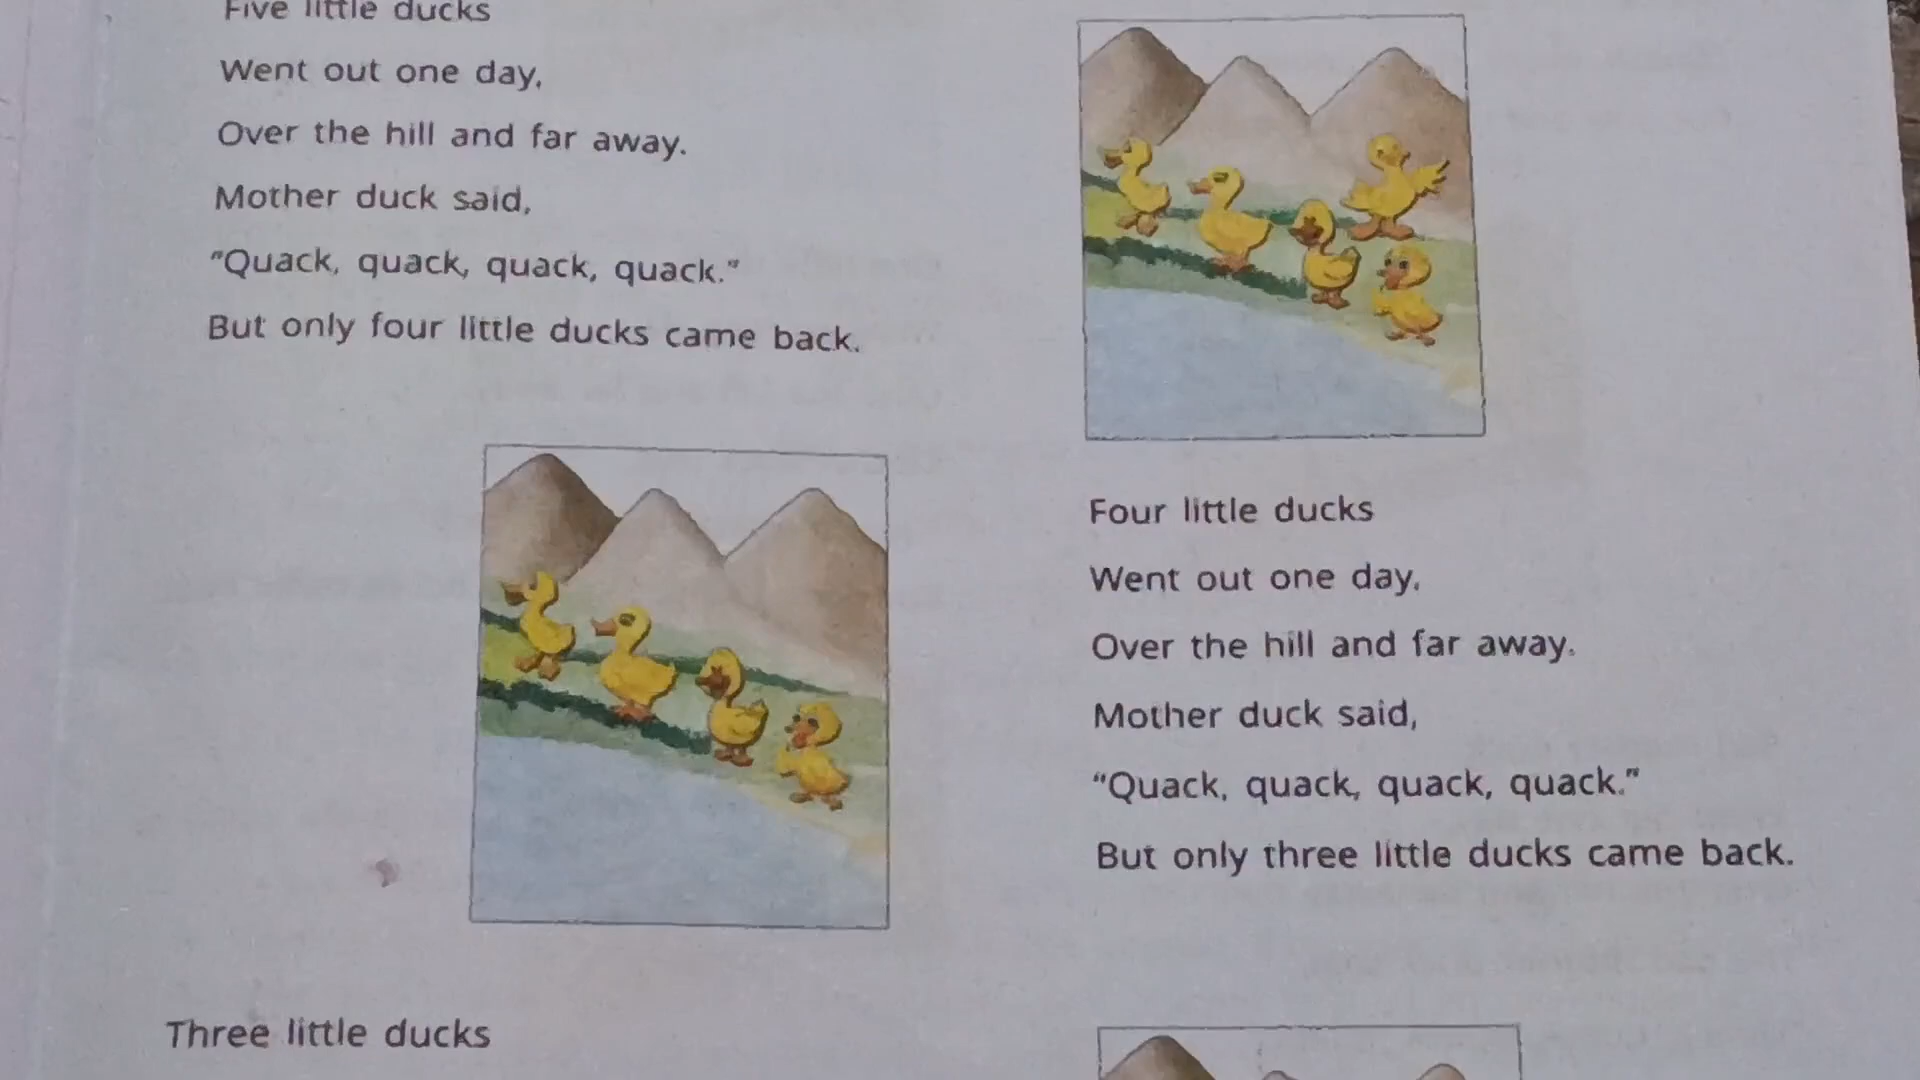 Five little ducks
Went out one day,
Over the hill and far away.
Mother duck said,
"Quack, quack, quack, quack."
But only four little ducks came back.
Four little ducks
Went out one day,
Over the hill and far away.
Mother duck said,
"Quack, quack, quack, quack."
But only three little ducks came back.
Three little ducks